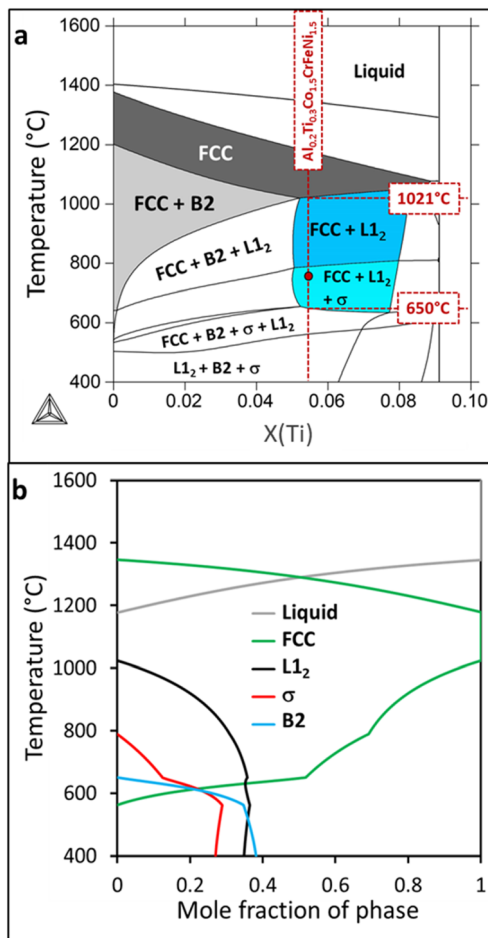 a
1600
1400
1200
1000
800
600
400
Temperature (°C)
Liquid
Al0.2Ti0.3Co1.5CrFeNi1.5
FCC
FCC + B2
FCC + B2 + L1₂
FCC + L1₂
1021°C
FCC + L1₂
+ σ
650°C
FCC + B2 + σ + L1₂
L1₂ + B2 + σ
0
0.02
0.04
0.06
0.08
0.10
X(Ti)
b
1600
1400
1200
1000
800
600
400
Temperature (°C)
Liquid
FCC
L1₂
σ
B2
0
0.2
0.4
0.6
0.8
1
Mole fraction of phase